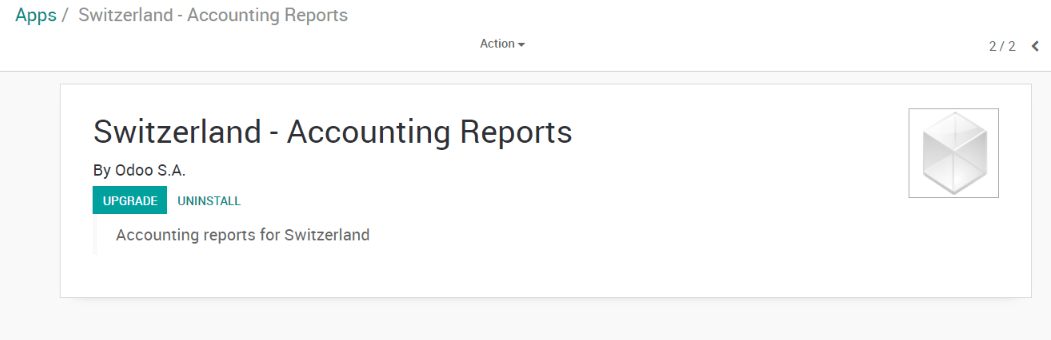 Apps / Switzerland - Accounting Reports
Action
2 / 2
Switzerland - Accounting Reports
By Odoo S.A.
UPGRADE UNINSTALL
Accounting reports for Switzerland